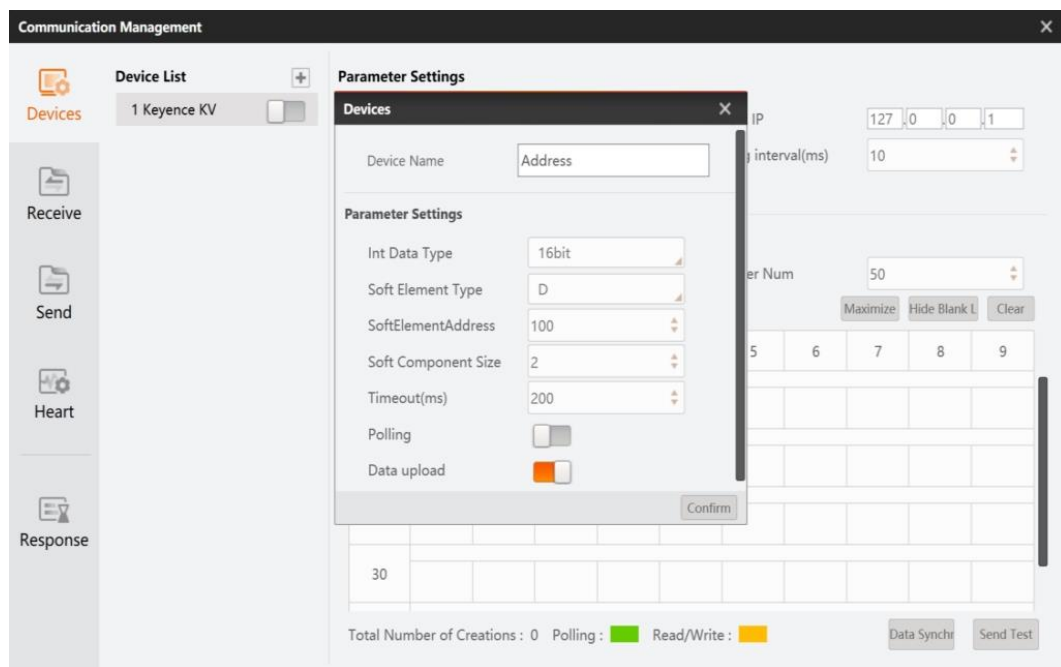 Communication Management
Devices
Receive
Send
Heart
Response
Device List
1 Keyence KV
Parameter Settings
IP
127 .0 .0 .1
interval(ms)
10
er Num
50
Maximize Hide Blank L Clear
5 6 7 8 9
30
Devices
Device Name Address
Parameter Settings
Int Data Type 16bit
Soft Element Type D
SoftElementAddress 100
Soft Component Size 2
Timeout(ms) 200
Polling
Data upload
Confirm
Total Number of Creations : 0 Polling : Read/Write :
Data Synchr Send Test